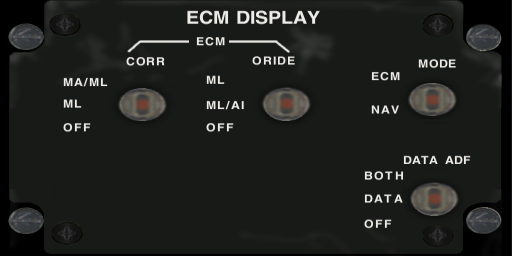 ECM DISPLAY
ECM
CORR
ORIDE
MA/ML
ML
OFF
ML
ML/AI
OFF
MODE
ECM
NAV
DATA ADF
BOTH
DATA
OFF